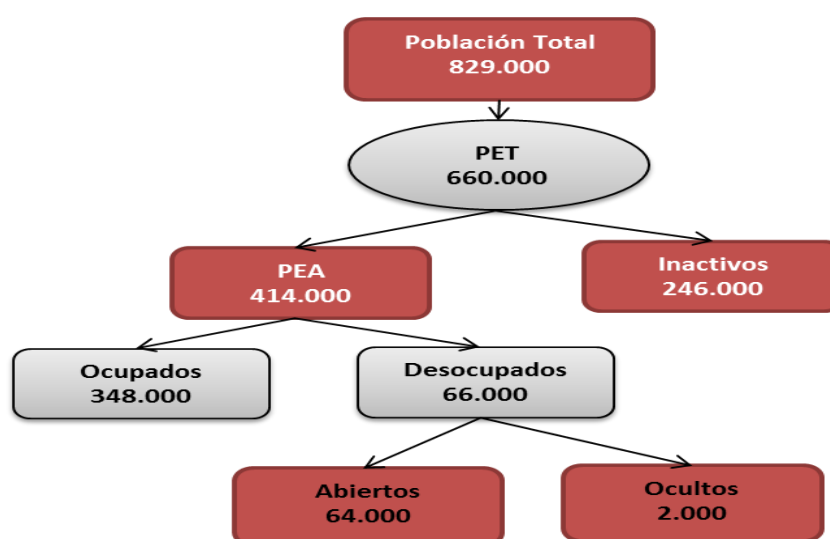 Población Total
829.000
PET
660.000
PEA
414.000
Inactivos
246.000
Ocupados
348.000
Desocupados
66.000
Abiertos
64.000
Ocultos
2.000